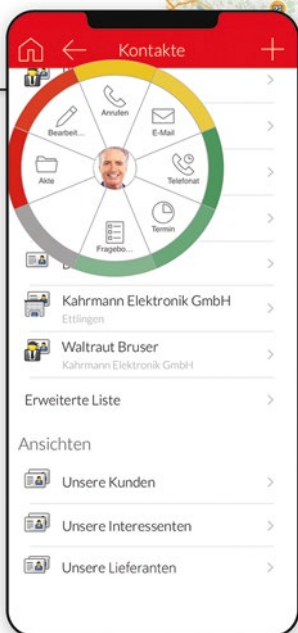 Kontakte
Anrufen
Bearbeit...
E-Mail
Akte
Telefonat
Termin
Fragebo...
Kahrmann Elektronik GmbH
Ettlingen
Waltraut Bruser
Kahrmann Elektronik GmbH
Erweiterte Liste
Ansichten
Unsere Kunden
Unsere Interessenten
Unsere Lieferanten